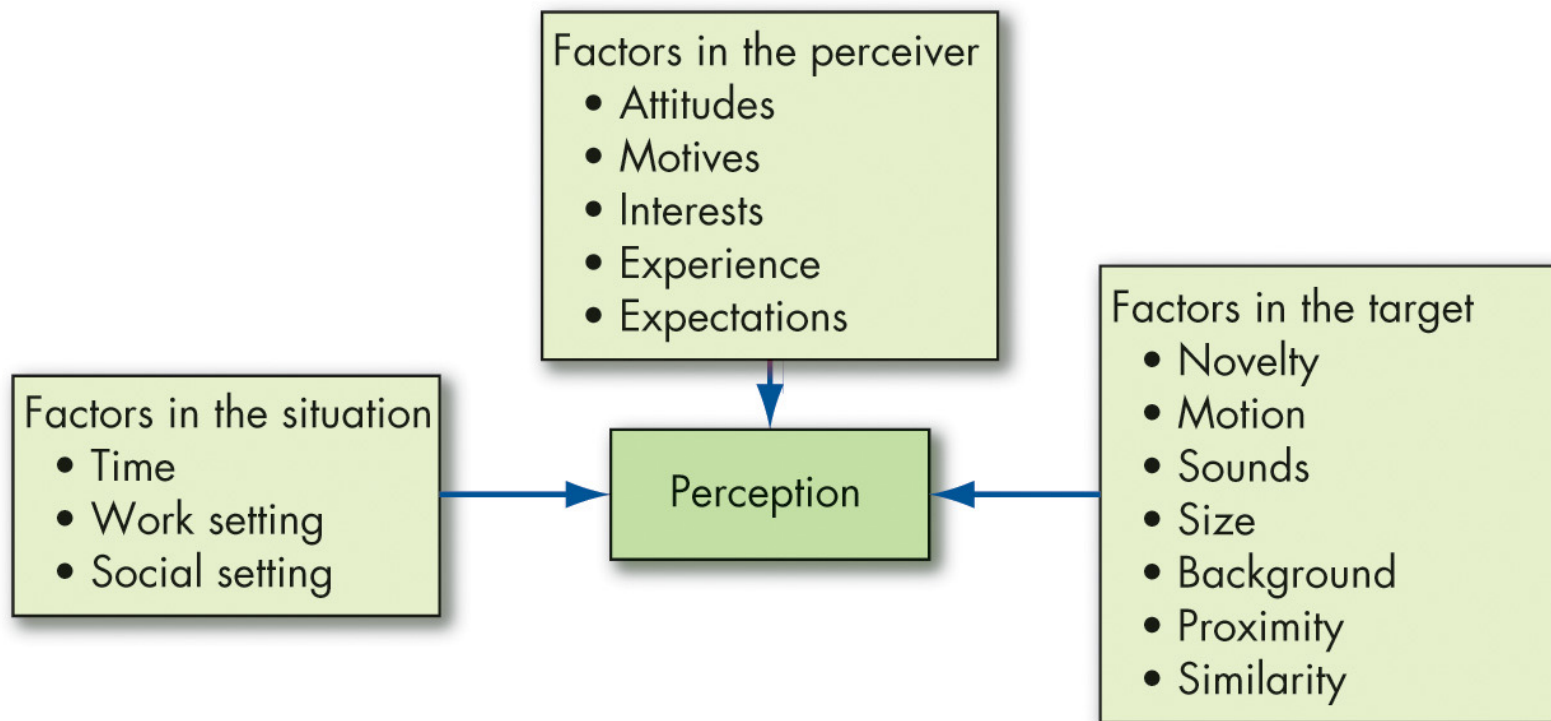 Factors in the perceiver
• Attitudes
• Motives
• Interests
• Experience
• Expectations
Factors in the situation
• Time
• Work setting
• Social setting
Perception
Factors in the target
• Novelty
• Motion
• Sounds
• Size
• Background
• Proximity
• Similarity